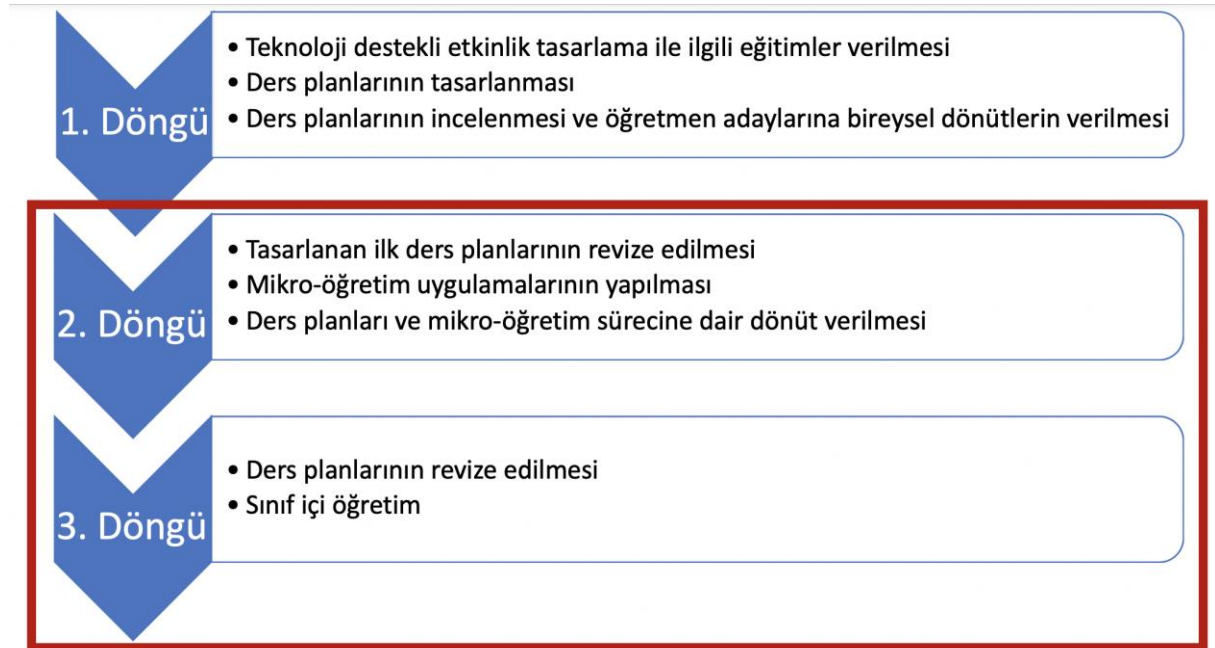 1. Döngü
• Teknoloji destekli etkinlik tasarlama ile ilgili eğitimler verilmesi
• Ders planlarının tasarlanması
• Ders planlarının incelenmesi ve öğretmen adaylarına bireysel dönütlerin verilmesi
2. Döngü
• Tasarlanan ilk ders planlarının revize edilmesi
• Mikro-öğretim uygulamalarının yapılması
• Ders planları ve mikro-öğretim sürecine dair dönüt verilmesi
3. Döngü
• Ders planlarının revize edilmesi
• Sınıf içi öğretim